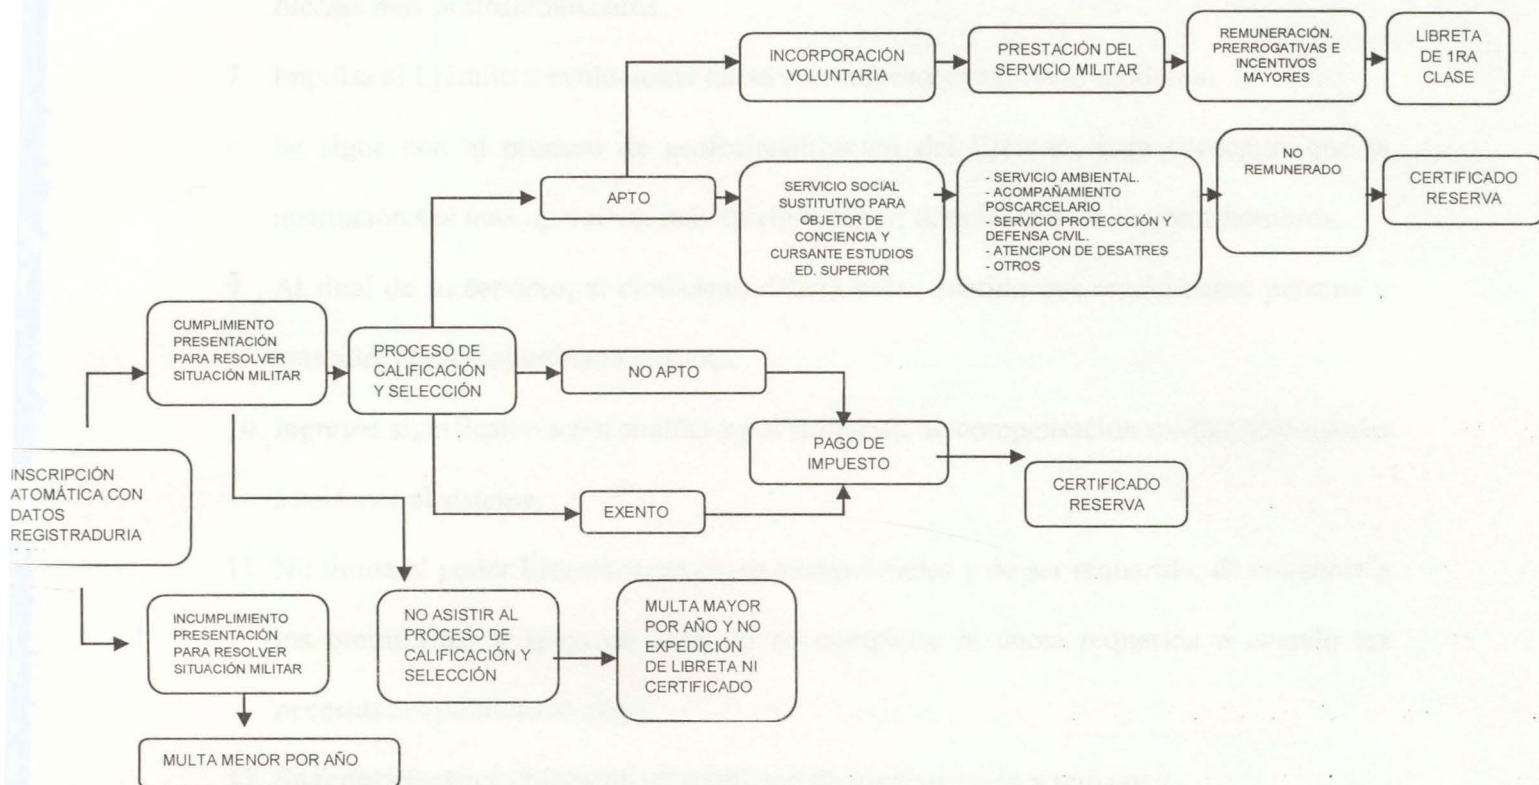 INCORPORACIÓN
VOLUNTARIA
PRESTACIÓN DEL
SERVICIO MILITAR
REMUNERACIÓN.
PRERROGATIVAS E
INCENTIVOS
MAYORES
LIBRETA
DE 1RA
CLASE
APTO
SERVICIO SOCIAL
SUSTITUTIVO PARA
OBJETOR DE
CONCIENCIA Y
CURSANTE ESTUDIOS
ED. SUPERIOR
- SERVICIO AMBIENTAL.
- ACOMPAÑAMIENTO
POSCARCELARIO
- SERVICIO PROTECCION Y
DEFENSA CIVIL.
- ATENCIPON DE DESATRES
- OTROS
NO
REMUNERADO
CERTIFICADO
RESERVA
CUMPLIMIENTO
PRESENTACIÓN
PARA RESOLVER
SITUACIÓN MILITAR
PROCESO DE
CALIFICACIÓN
Y SELECCIÓN
NO APTO
PAGO DE
IMPUESTO
CERTIFICADO
RESERVA
EXENTO
INSCRIPCIÓN
ATOMÁTICA CON
DATOS
REGISTRADURIA
INCUMPLIMIENTO
PRESENTACIÓN
PARA RESOLVER
SITUACIÓN MILITAR
NO ASISTIR AL
PROCESO DE
CALIFICACIÓN Y
SELECCIÓN
MULTA MAYOR
POR AÑO Y NO
EXPEDICIÓN
DE LIBRETA NI
CERTIFICADO
MULTA MENOR POR AÑO